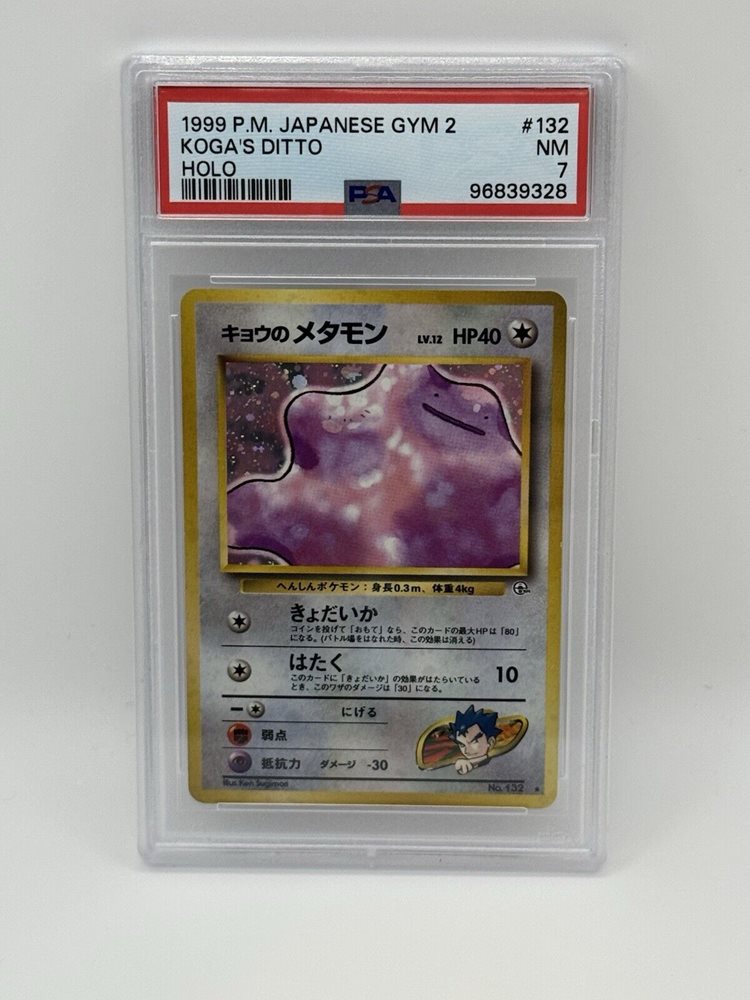 1999 P.M. JAPANESE GYM 2 #132
KOGA'S DITTO NM
HOLO 7
PSA 96839328
キョウの メタモン LV.12 HP40
へんしんポケモン：身長0.3m、体重4kg
きょだいか
コインを投げて「おもて」なら、このカードの最大HPは「80」
になる。(バトル場をはなれた時、この効果は消える)
はたく 10
このカードに「きょだいか」の効果がはたらいている
とき、このワザのダメージは「30」になる。
にげる
弱点
抵抗力 ダメージ -30
Illus. Ken Sugimori No. 132